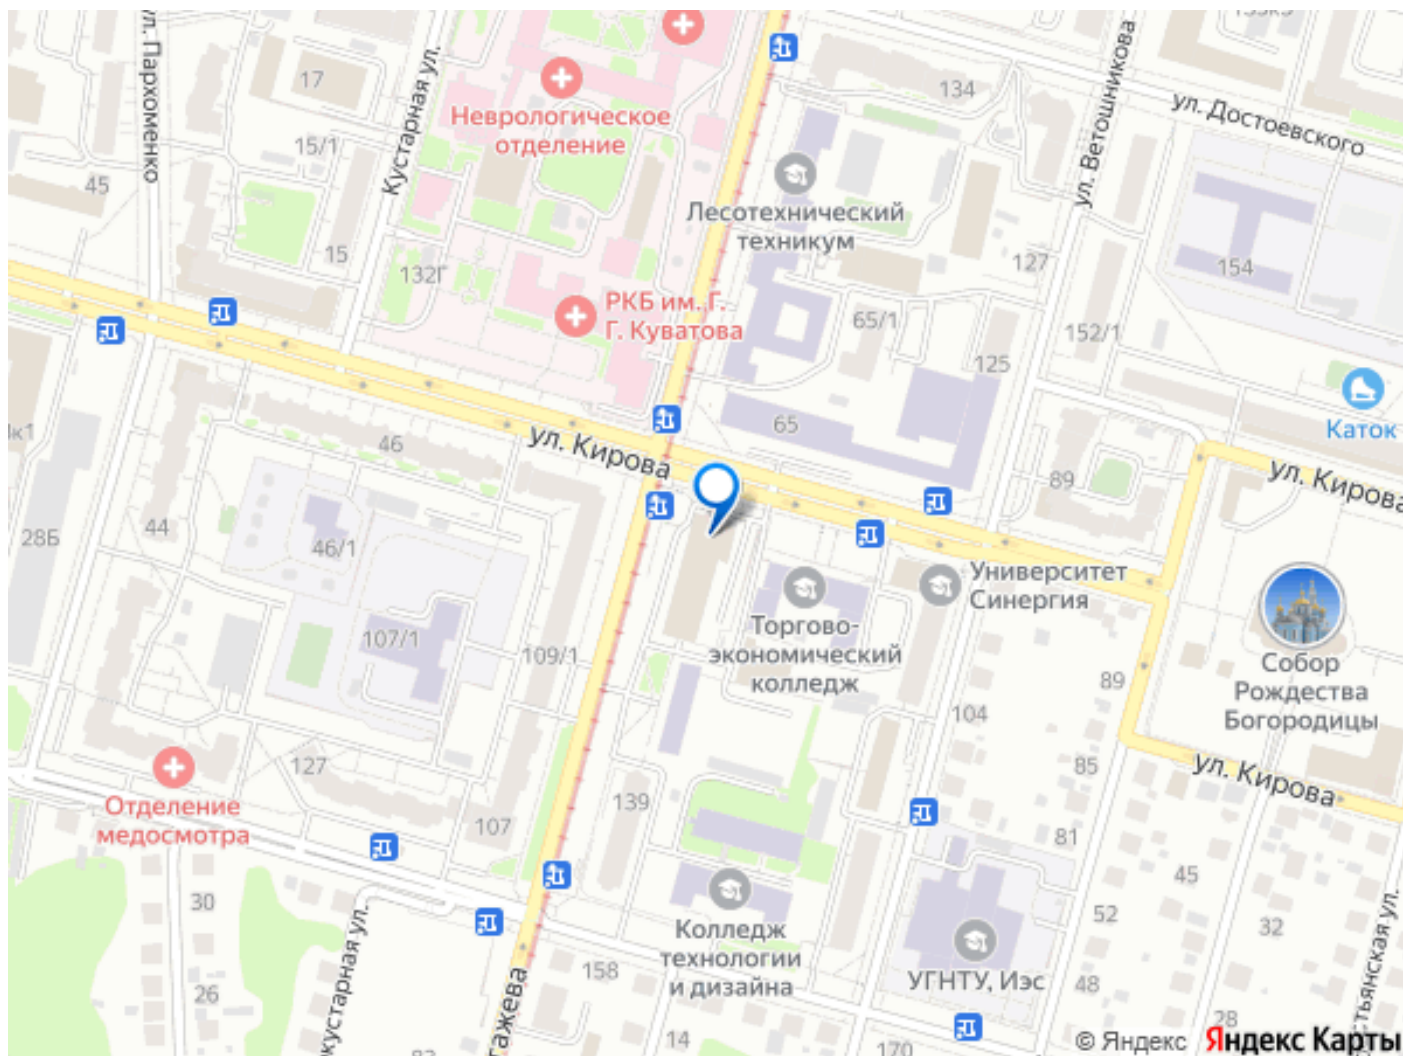 ул. Пархоменко
Кустарная ул.
17
15/1
45
15
132Г
Неврологическое
отделение
134
ул. Ветошникова
ул. Достоевского
Лесотехнический
техникум
127
154
РКБ им. Г.
Г. Куватова
65/1
152/1
125
Каток
65
46
ул. Кирова
89
ул. Кирова
44
28Б
46/1
Университет
Синергия
107/1
109/1
Торгово-
экономический
колледж
Собор
Рождества
Богородицы
89
104
127
85
ул. Кирова
Отделение
медосмотра
107
139
81
45
30
52
32
Колледж
технологии
и дизайна
158
26
УГНТУ, Иэс
48
28
14
170
© Яндекс Яндекс Карты